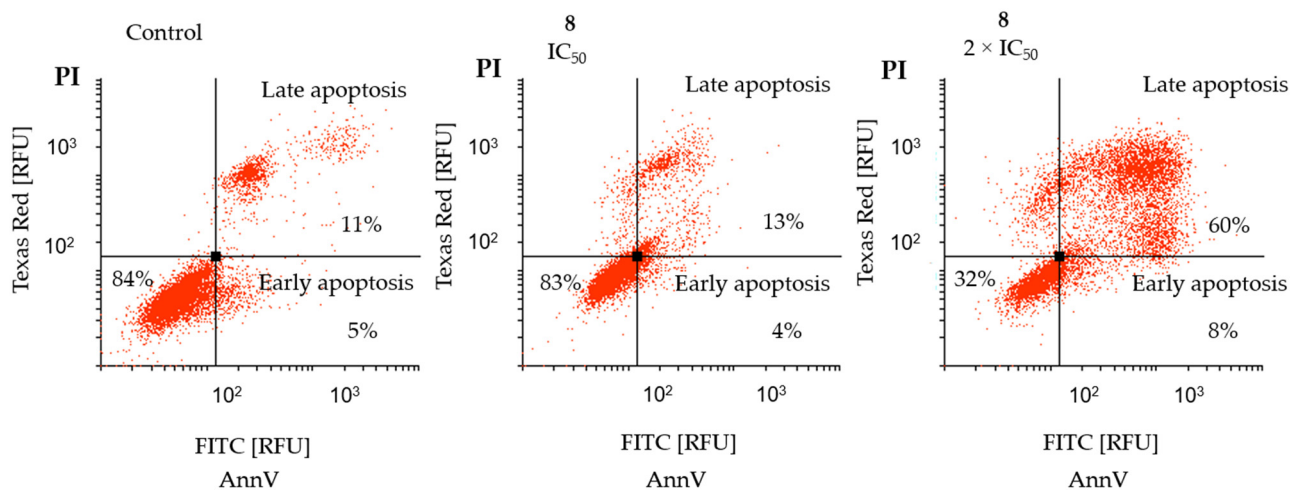 Control
PI
Late apoptosis
Texas Red [RFU]
10³
10²
11%
84%
Early apoptosis
5%
10² 10³
FITC [RFU]
AnnV
8
IC₅₀
PI
Late apoptosis
Texas Red [RFU]
10³
10²
13%
83%
Early apoptosis
4%
10² 10³
FITC [RFU]
AnnV
8
2 × IC₅₀
PI
Late apoptosis
Texas Red [RFU]
10³
10²
60%
32%
Early apoptosis
8%
10² 10³
FITC [RFU]
AnnV